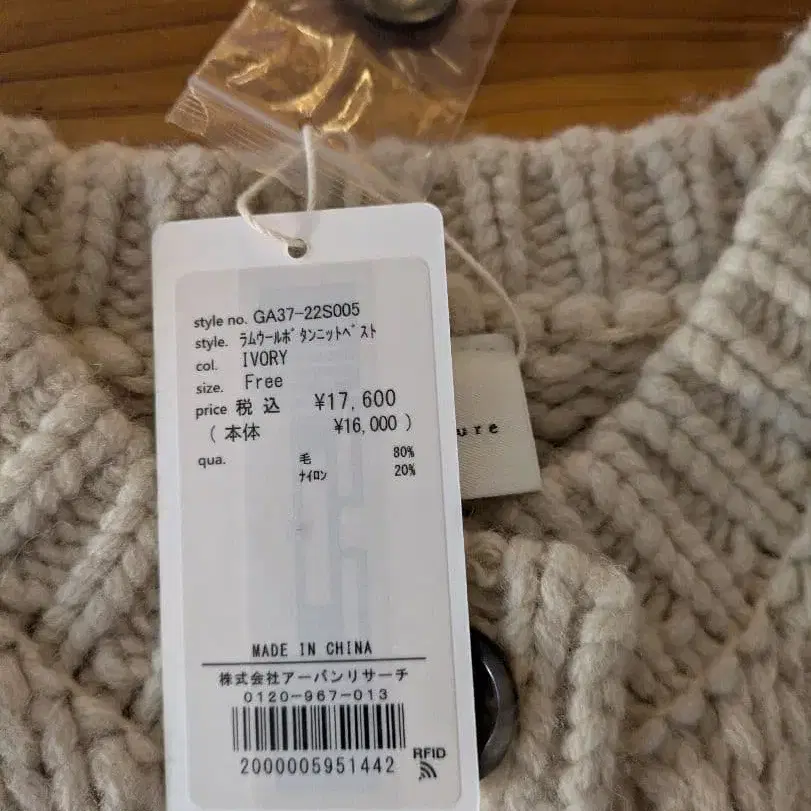 style no. GA37-22S005
style. ﾗﾑｳｰﾙﾎﾞﾀﾝﾆｯﾄﾍﾞｽﾄ
col. IVORY
size. Free
price 税 込 ¥17,600
( 本体 ¥16,000 )
qua. 毛 80%
ﾅｲﾛﾝ 20%
ure
MADE IN CHINA
株式会社アーバンリサーチ
0120-967-013
RFID
2000005951442